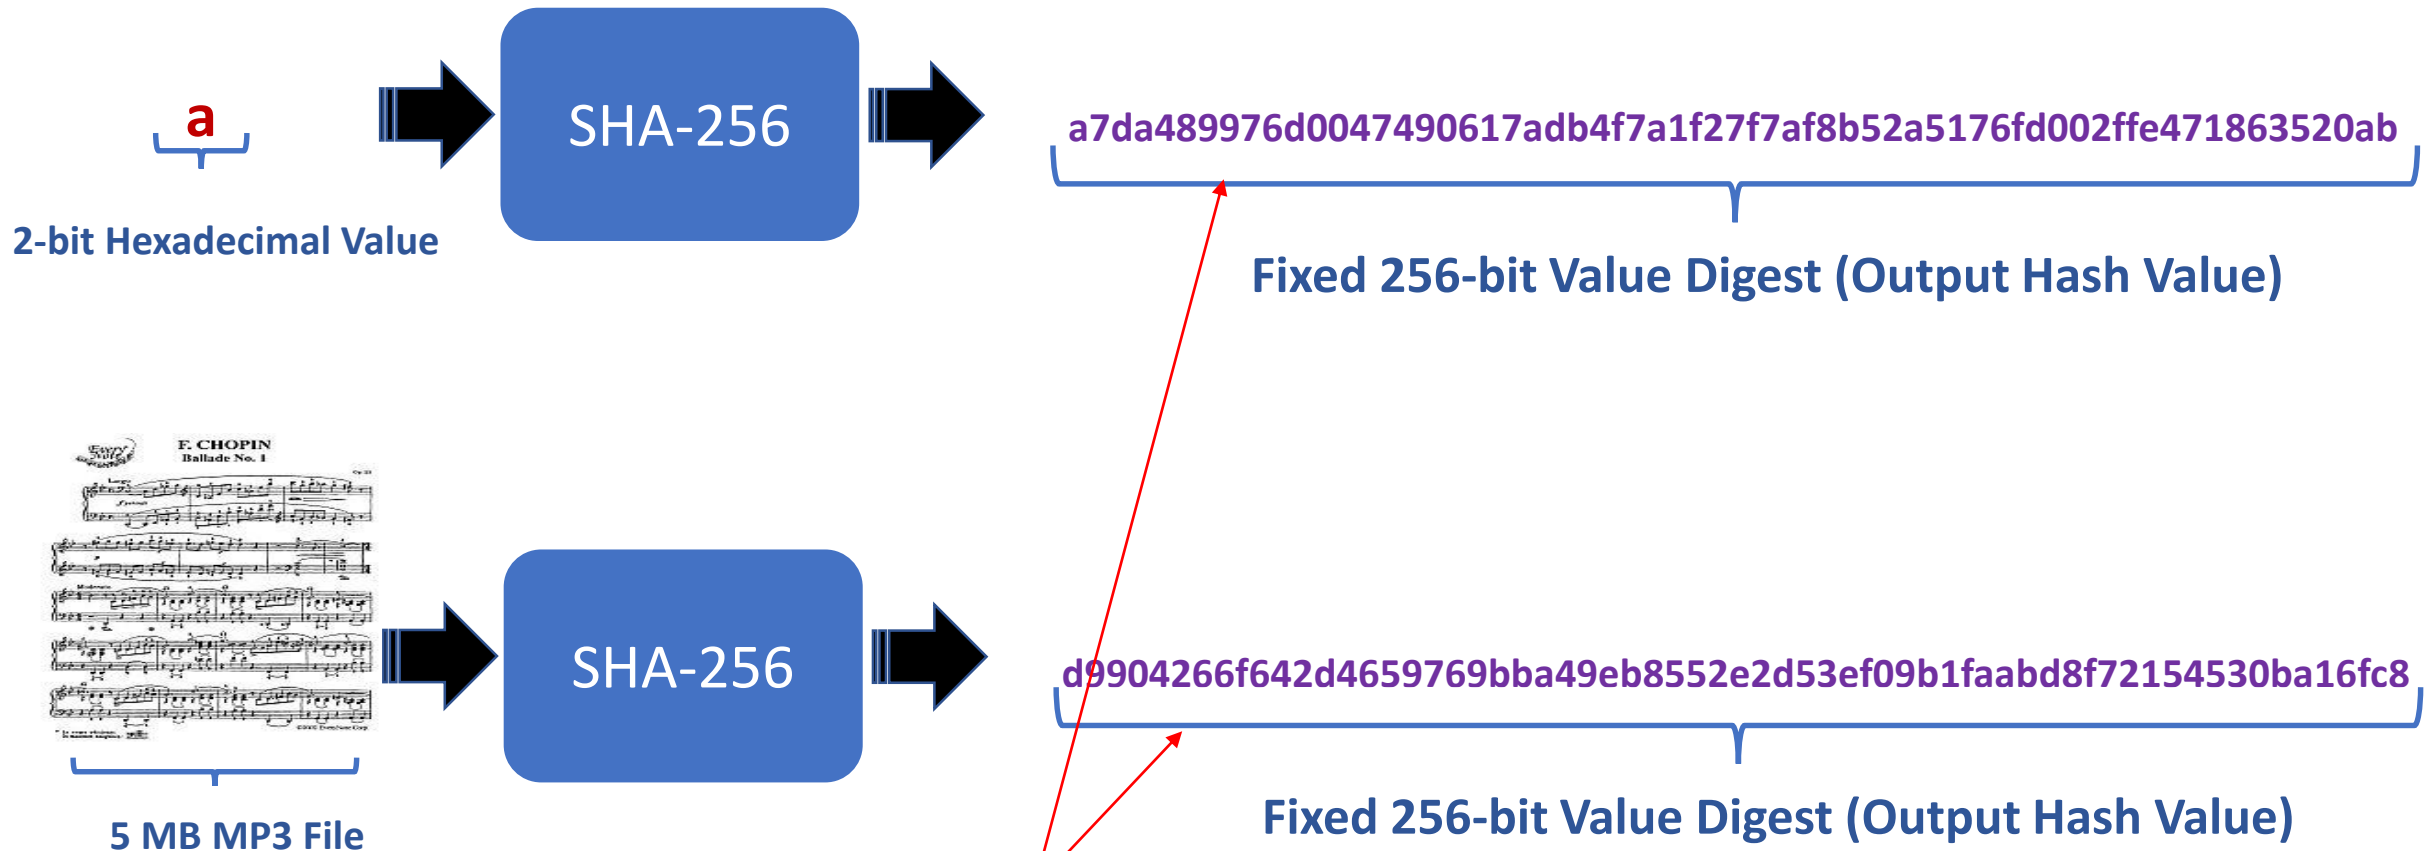 a
2-bit Hexadecimal Value
SHA-256
a7da489976d0047490617adb4f7a1f27f7af8b52a5176fd002ffe471863520ab
Fixed 256-bit Value Digest (Output Hash Value)
F. CHOPIN
Ballade No. 1
5 MB MP3 File
SHA-256
d9904266f642d4659769bba49eb8552e2d53ef09b1faabd8f72154530ba16fc8
Fixed 256-bit Value Digest (Output Hash Value)